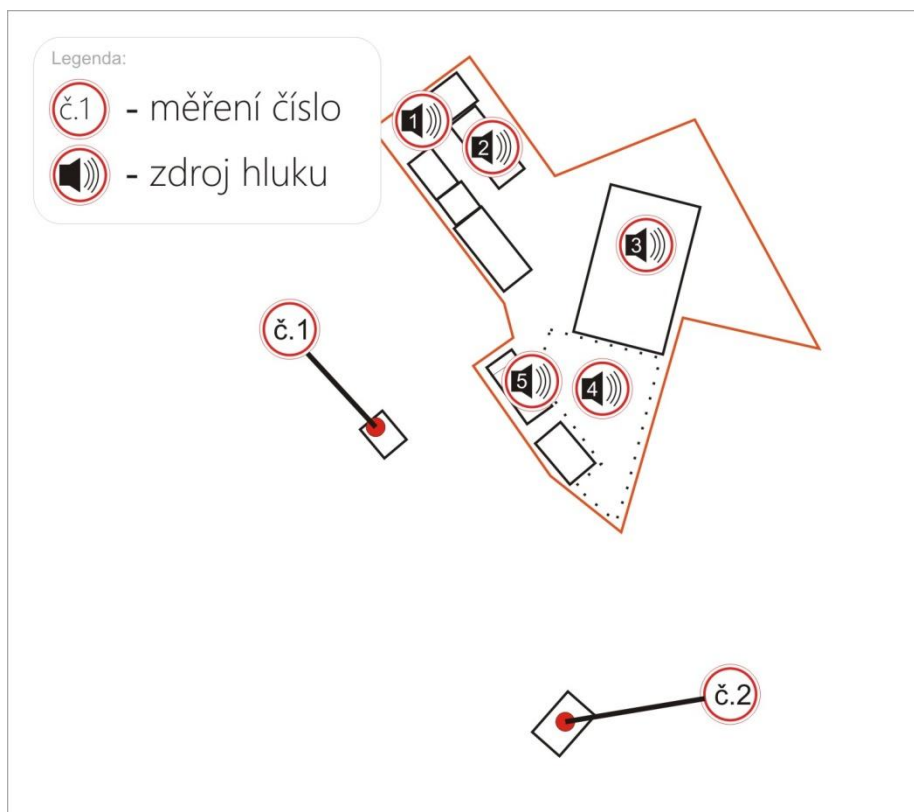 Legenda:
č.1 - měření číslo
- zdroj hluku
1
2
3
č.1
5
4
č.2